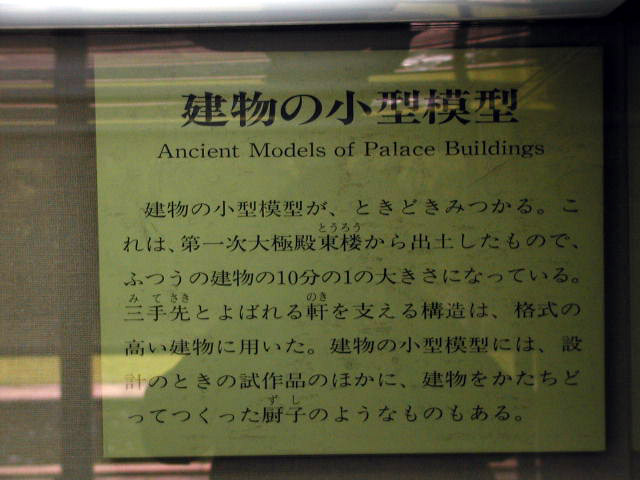 建物の小型模型
Ancient Models of Palace Buildings
建物の小型模型が、ときどきみつかる。こ
とうろう
れは、第一次大極殿東楼から出土したもので、
ふつうの建物の10分の1の大きさになっている。
みてさき のき
三手先とよばれる軒を支える構造は、格式の
高い建物に用いた。建物の小型模型には、設
計のときの試作品のほかに、建物をかたちど
ずし
ってつくった厨子のようなものもある。